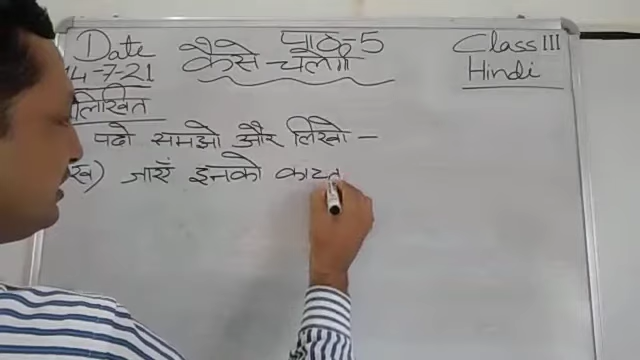 Date पाठ-5 Class III
4-7-21 कैसे-चलेगी Hindi
लिखित
पढो समझो और लिखो -
ख) जाएँ इनको काट